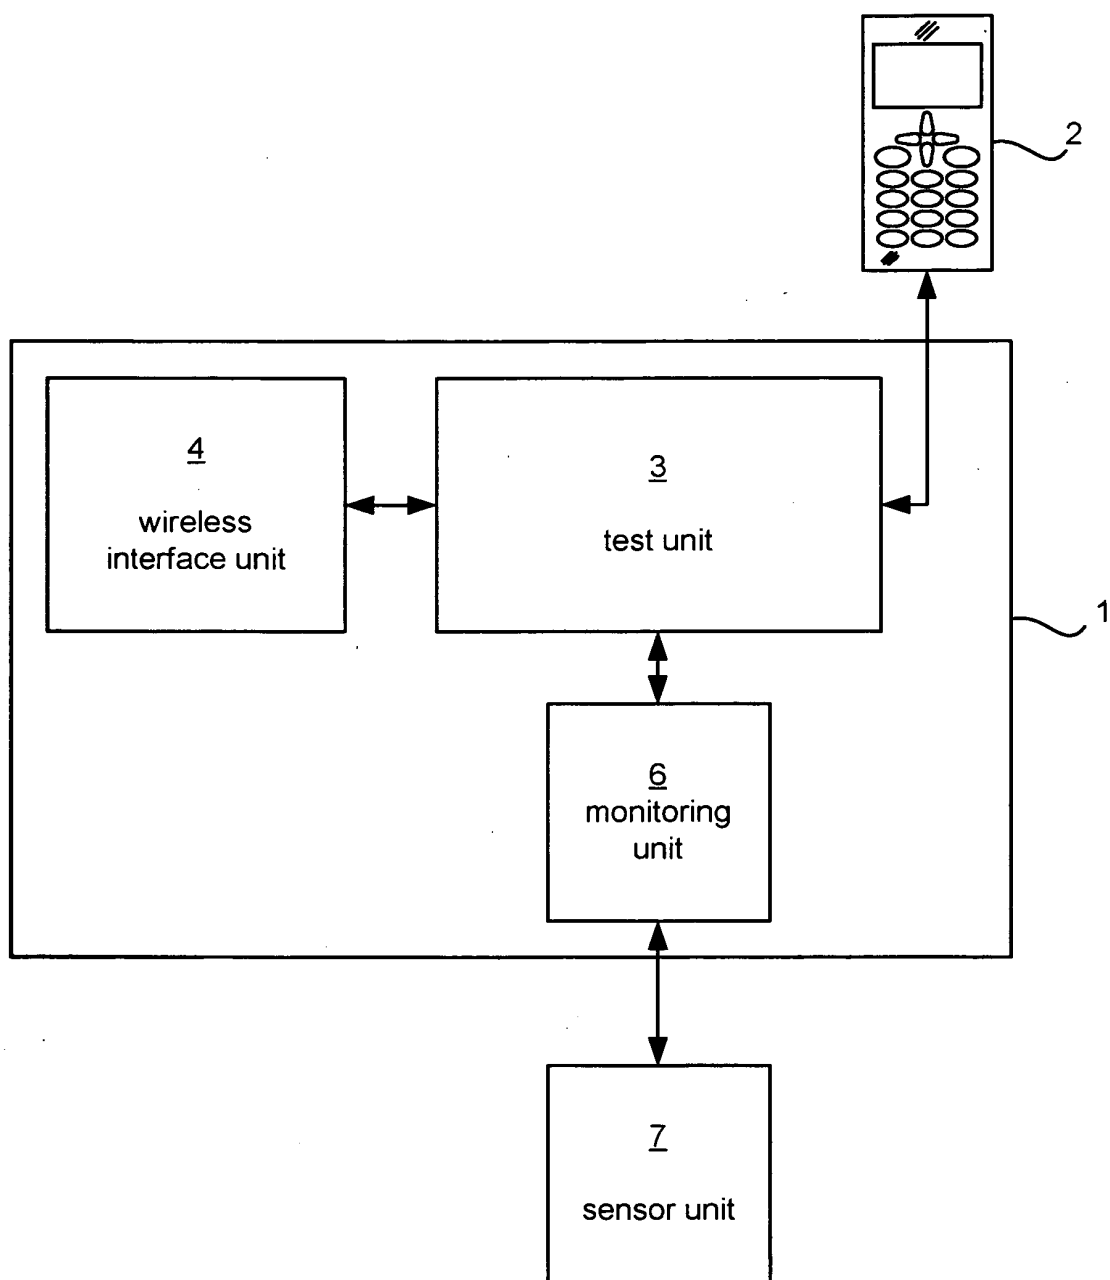 2
4
wireless
interface unit
3
test unit
1
6
monitoring
unit
7
sensor unit